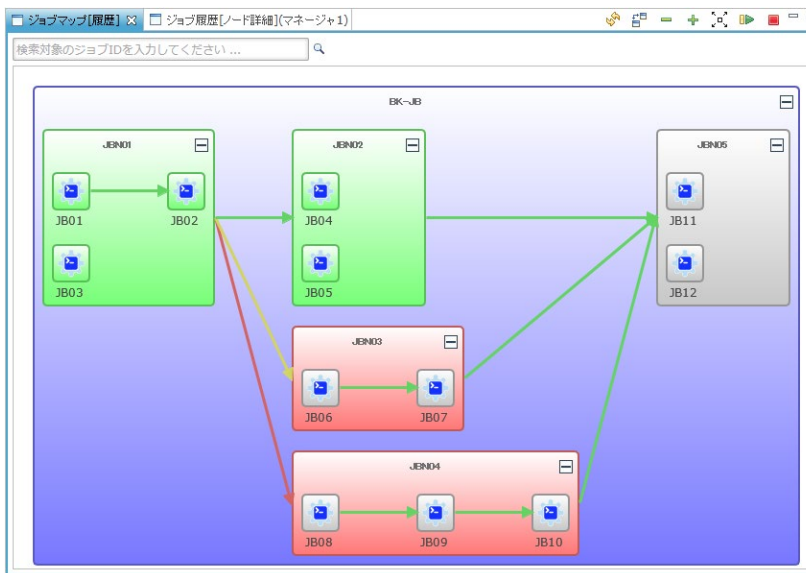 ジョブマップ[履歴]
ジョブ履歴[ノード詳細](マネージャ1)
検索対象のジョブIDを入力してください ...
BK-JB
JBN01
JBN02
JBN05
JB01
JB02
JB04
JB11
JB03
JB05
JB12
JBN03
JB06
JB07
JBN04
JB08
JB09
JB10